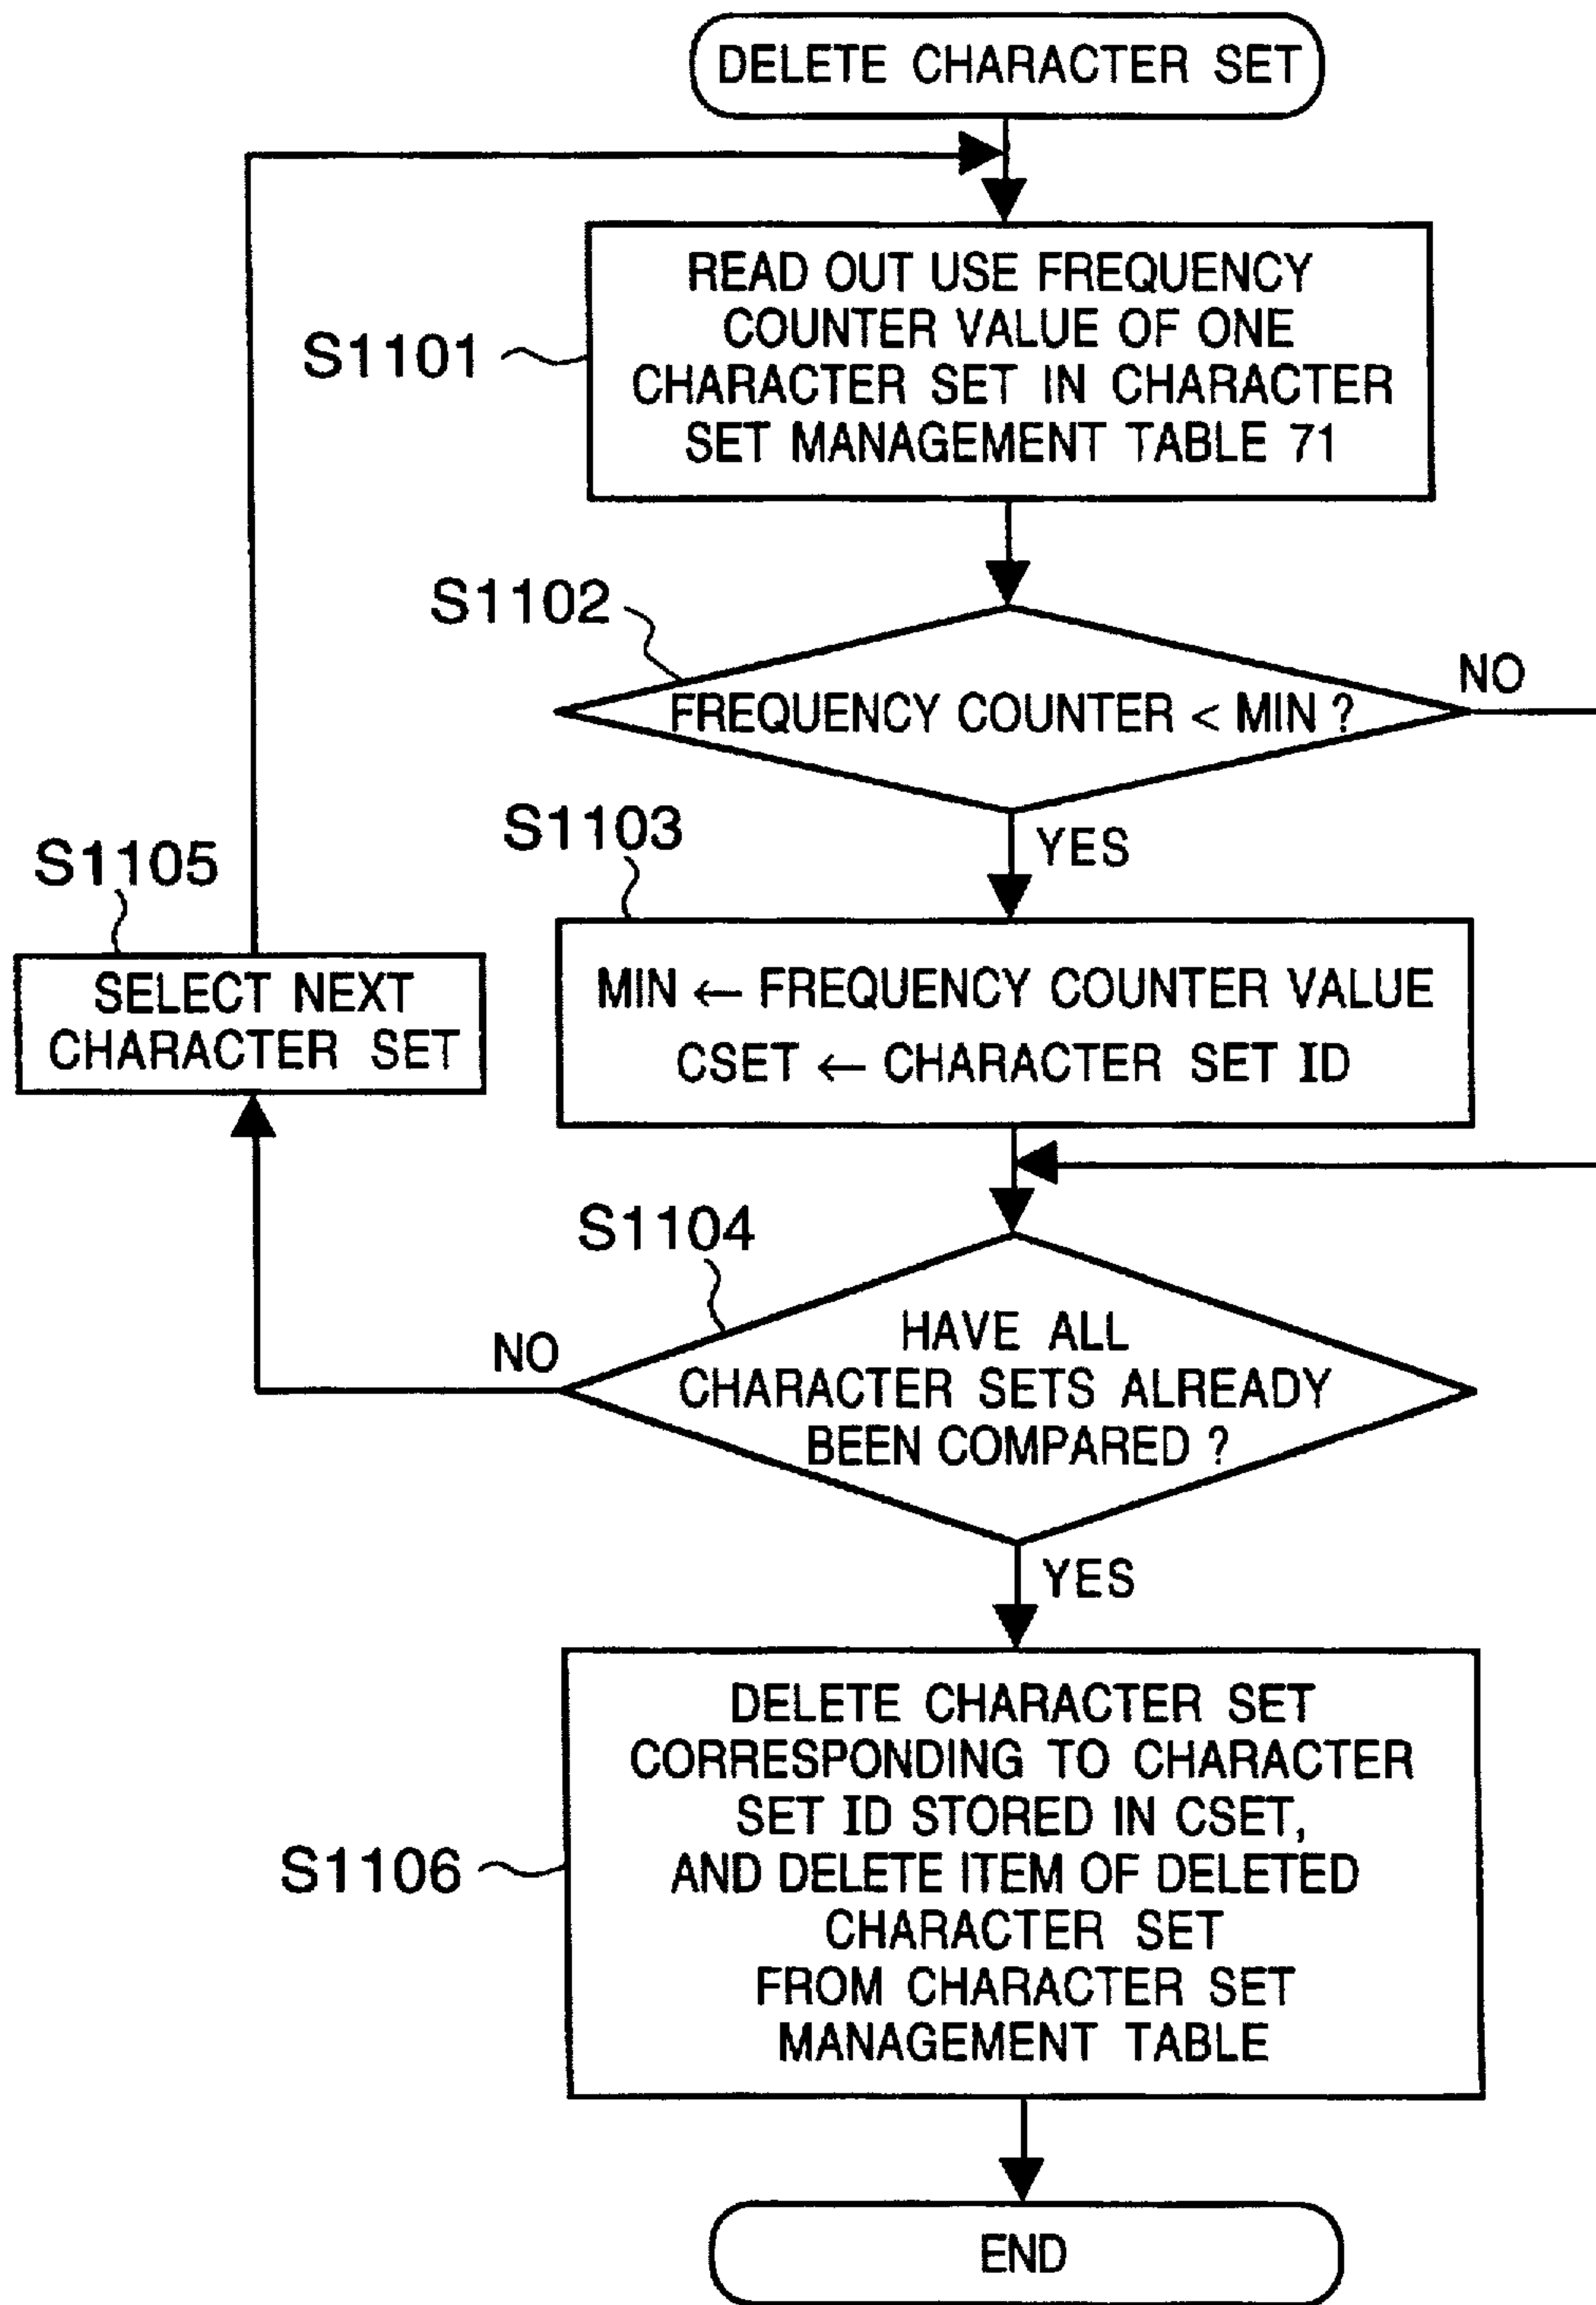 DELETE CHARACTER SET
READ OUT USE FREQUENCY
COUNTER VALUE OF ONE
CHARACTER SET IN CHARACTER
SET MANAGEMENT TABLE 71
S1101
S1102
FREQUENCY COUNTER < MIN ?
NO
YES
S1103
MIN ← FREQUENCY COUNTER VALUE
CSET ← CHARACTER SET ID
S1105
SELECT NEXT
CHARACTER SET
S1104
HAVE ALL
CHARACTER SETS ALREADY
BEEN COMPARED ?
NO
YES
S1106
DELETE CHARACTER SET
CORRESPONDING TO CHARACTER
SET ID STORED IN CSET,
AND DELETE ITEM OF DELETED
CHARACTER SET
FROM CHARACTER SET
MANAGEMENT TABLE
END